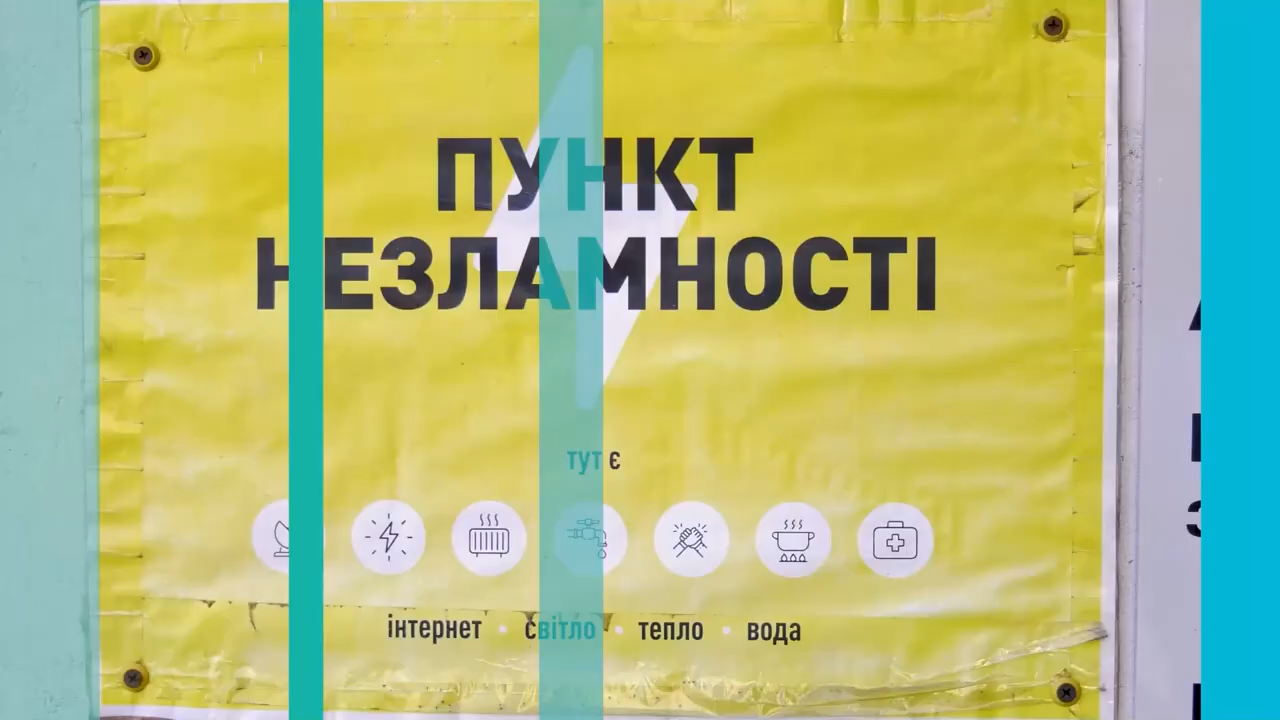 ПУНКТ
НЕЗЛАМНОСТІ
тут є
інтернет • світло • тепло • вода